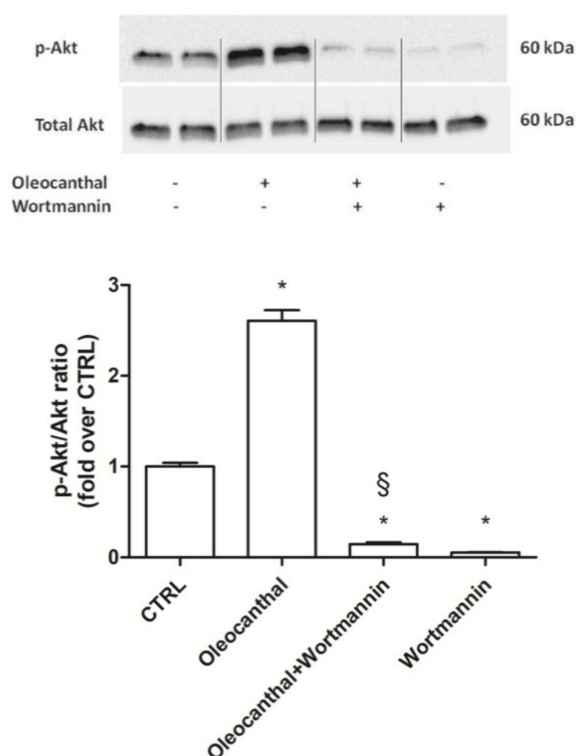 p-Akt 60 kDa
Total Akt 60 kDa
Oleocanthal - + + -
Wortmannin - - + +
3
2
1
0
p-Akt/Akt ratio
(fold over CTRL)
*
§
*
*
CTRL
Oleocanthal
Oleocanthal+Wortmannin
Wortmannin